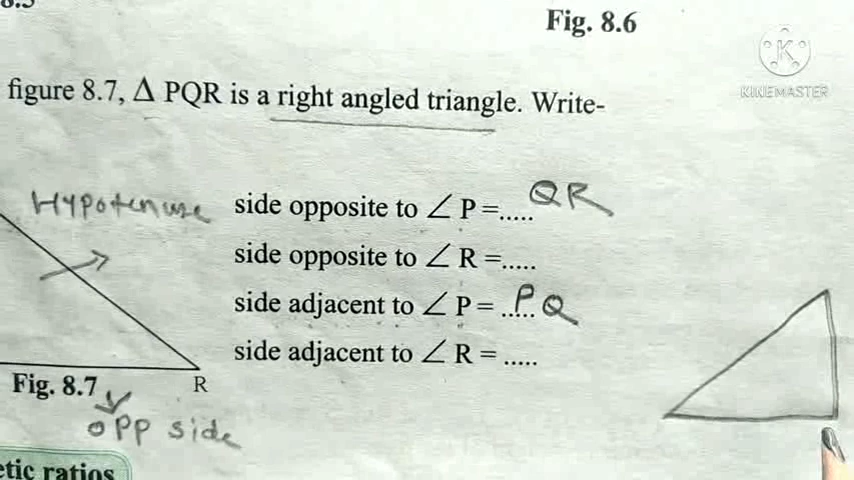 Fig. 8.6
KINEMASTER
figure 8.7, Δ PQR is a right angled triangle. Write-
Hypotenuse
side opposite to ∠ P =..... QR
side opposite to ∠ R =.....
side adjacent to ∠ P = ..... PQ
side adjacent to ∠ R = .....
Fig. 8.7
R
opp side
etic ratios